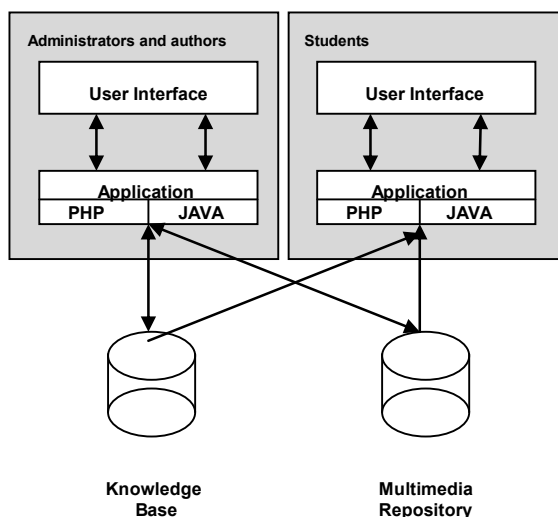 Administrators and authors
User Interface
Application
PHP JAVA
Students
User Interface
Application
PHP JAVA
Knowledge
Base
Multimedia
Repository